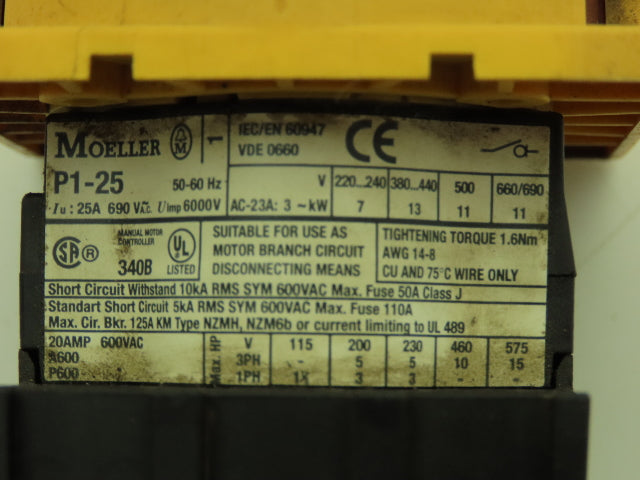 MOELLER
1
IEC/EN 60947
VDE 0660
CE
P1-25 50-60 Hz
Iu: 25A 690 VA.C. Uimp 6000V
V 220...240 380...440 500 660/690
AC-23A: 3~kW 7 13 11 11
SA ®
MANUAL MOTOR
CONTROLLER
340B
UL
LISTED
SUITABLE FOR USE AS
MOTOR BRANCH CIRCUIT
DISCONNECTING MEANS
TIGHTENING TORQUE 1.6Nm
AWG 14-8
CU AND 75°C WIRE ONLY
Short Circuit Withstand 10kA RMS SYM 600VAC Max. Fuse 50A Class J
Standart Short Circuit 5kA RMS SYM 600VAC Max. Fuse 110A
Max. Cir. Bkr. 125A KM Type NZMH, NZM6b or current limiting to UL 489
20AMP 600VAC
A600
P600
Max. HP
V 115 200 230 460 575
3PH - 5 5 10 15
1PH 3 3 - -